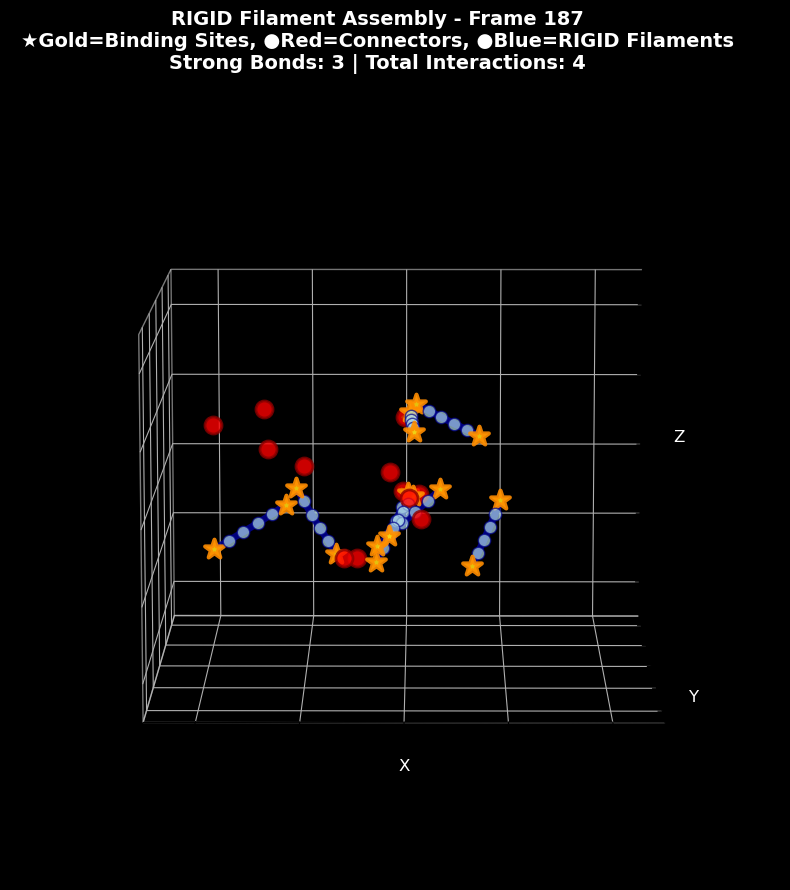 RIGID Filament Assembly - Frame 187
★Gold=Binding Sites, ●Red=Connectors, ●Blue=RIGID Filaments
Strong Bonds: 3 | Total Interactions: 4
Z
Y
X